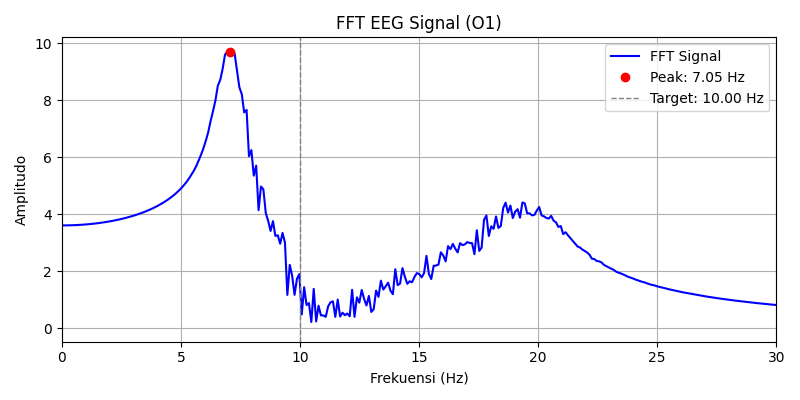 FFT EEG Signal (O1)
FFT Signal
Peak: 7.05 Hz
Target: 10.00 Hz
Amplitudo
10
8
6
4
2
0
0 5 10 15 20 25 30
Frekuensi (Hz)